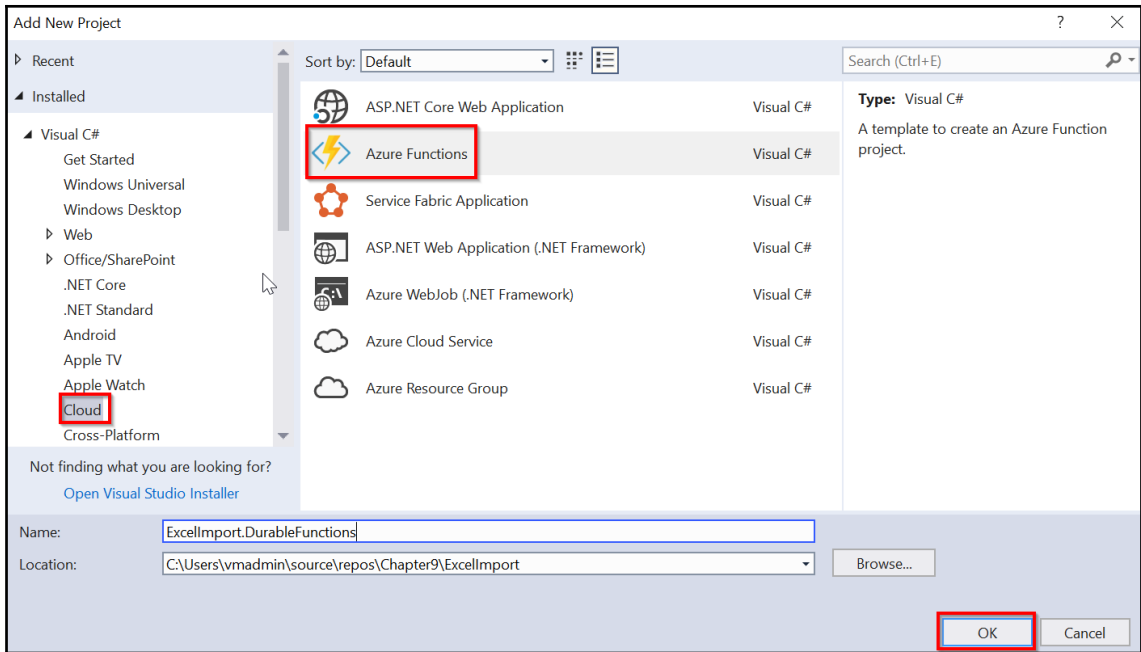 Add New Project
?
Recent
Installed
Visual C#
Get Started
Windows Universal
Windows Desktop
Web
Office/SharePoint
.NET Core
.NET Standard
Android
Apple TV
Apple Watch
Cloud
Cross-Platform
Not finding what you are looking for?
Open Visual Studio Installer
Sort by: Default
ASP.NET Core Web Application Visual C#
Azure Functions Visual C#
Service Fabric Application Visual C#
ASP.NET Web Application (.NET Framework) Visual C#
Azure WebJob (.NET Framework) Visual C#
Azure Cloud Service Visual C#
Azure Resource Group Visual C#
Search (Ctrl+E)
Type: Visual C#
A template to create an Azure Function
project.
Name: ExcelImport.DurableFunctions
Location: C:\Users\vmadmin\source\repos\Chapter9\ExcelImport
Browse...
OK
Cancel